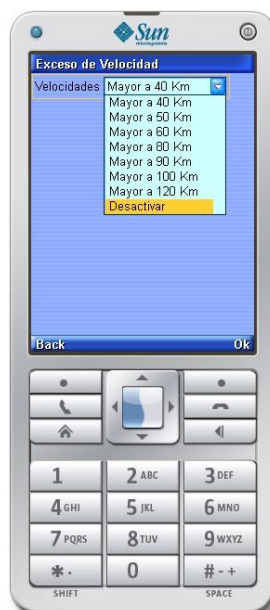 Sun
microsystems
Exceso de Velocidad
Velocidades Mayor a 40 Km
Mayor a 40 Km
Mayor a 50 Km
Mayor a 60 Km
Mayor a 80 Km
Mayor a 90 Km
Mayor a 100 Km
Mayor a 120 Km
Desactivar
Back Ok
1 2 ABC 3 DEF
4 GHI 5 JKL 6 MNO
7 PQRS 8 TUV 9 WXYZ
* . 0 # - +
SHIFT SPACE